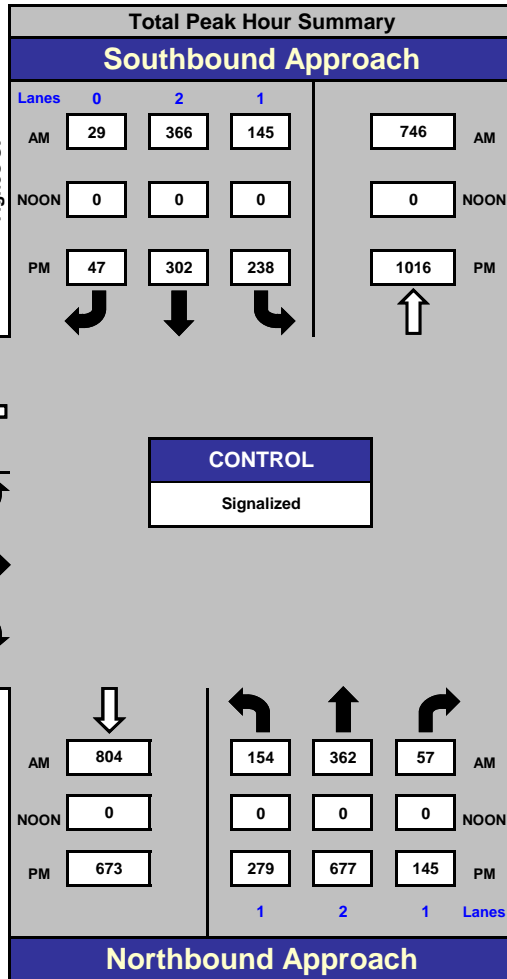 Total Peak Hour Summary
Southbound Approach
Lanes 0 2 1
AM 29 366 145 746 AM
NOON 0 0 0 0 NOON
PM 47 302 238 1016 PM
CONTROL
Signalized
AM 804 154 362 57 AM
NOON 0 0 0 0 NOON
PM 673 279 677 145 PM
1 2 1 Lanes
Northbound Approach